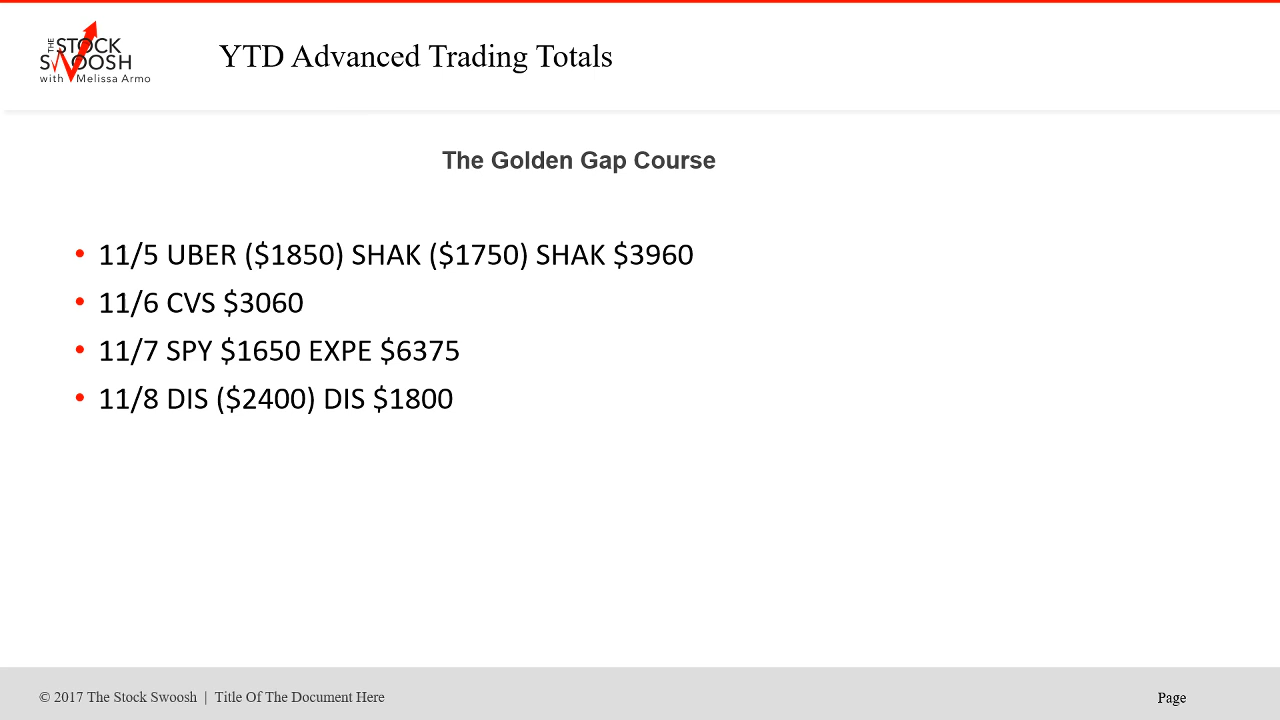 THE STOCK
SWOOSH
with Melissa Armo
YTD Advanced Trading Totals
The Golden Gap Course
• 11/5 UBER ($1850) SHAK ($1750) SHAK $3960
• 11/6 CVS $3060
• 11/7 SPY $1650 EXPE $6375
• 11/8 DIS ($2400) DIS $1800
© 2017 The Stock Swoosh | Title Of The Document Here
Page